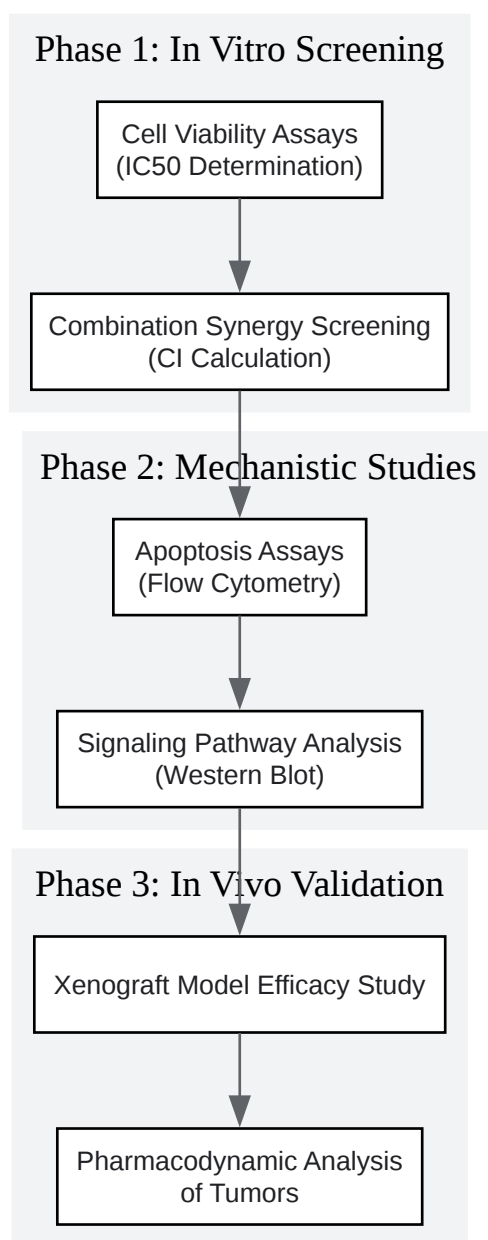 Phase 1: In Vitro Screening
Cell Viability Assays
(IC50 Determination)
Combination Synergy Screening
(CI Calculation)
Phase 2: Mechanistic Studies
Apoptosis Assays
(Flow Cytometry)
Signaling Pathway Analysis
(Western Blot)
Phase 3: In Vivo Validation
Xenograft Model Efficacy Study
Pharmacodynamic Analysis
of Tumors